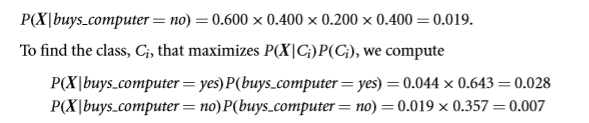 P(X|buys_computer = no) = 0.600 × 0.400 × 0.200 × 0.400 = 0.019.
To find the class, Cᵢ, that maximizes P(X|Cᵢ)P(Cᵢ), we compute
P(X|buys_computer = yes)P(buys_computer = yes) = 0.044 × 0.643 = 0.028
P(X|buys_computer = no)P(buys_computer = no) = 0.019 × 0.357 = 0.007